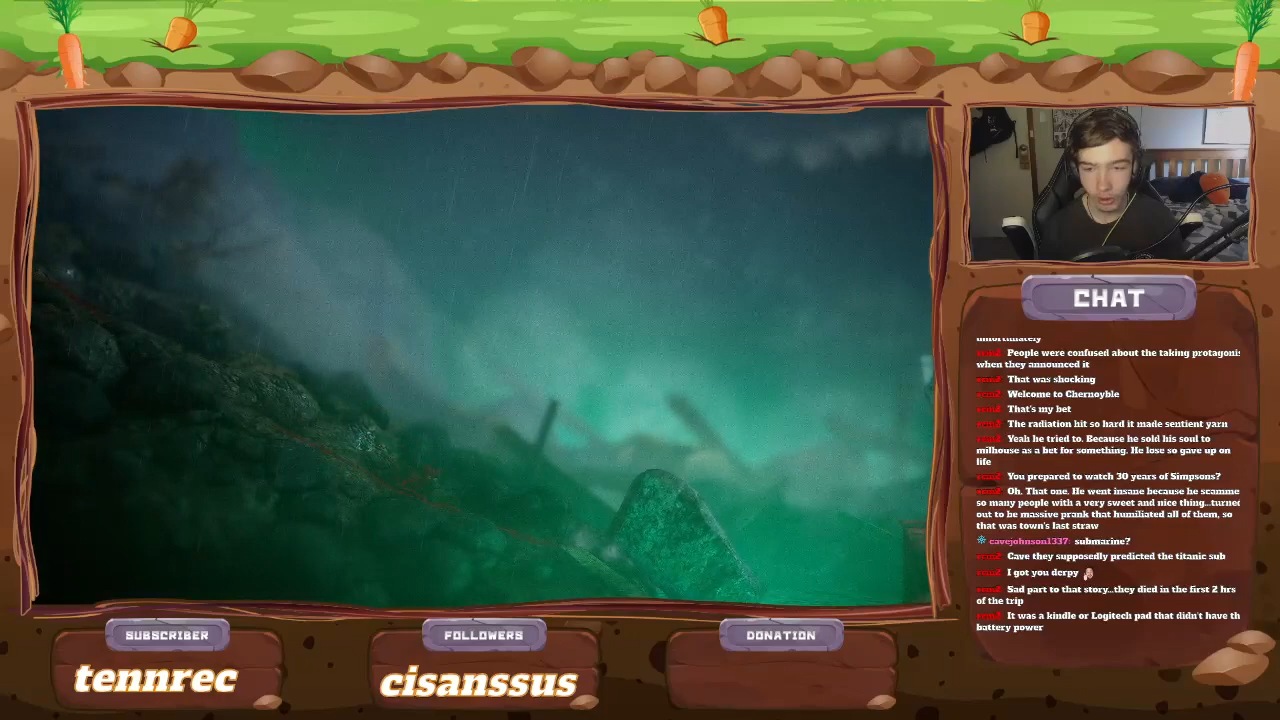 CHAT
unfortunately
People were confused about the taking protagonis
when they announced it
That was shocking
Welcome to Chernoyble
That's my bet
The radiation hit so hard it made sentient yarn
Yeah he tried to. Because he sold his soul to
milhouse as a bet for something. He lose so gave up on
life
You prepared to watch 30 years of Simpsons?
Oh. That one. He went insane because he scamme
so many people with a very sweet and nice thing...turned
out to be massive prank that humiliated all of them, so
that was town's last straw
cavejohnson1337: submarine?
Cave they supposedly predicted the titanic sub
I got you derpy
Sad part to that story...they died in the first 2 hrs
of the trip
It was a kindle or Logitech pad that didn't have th
battery power
SUBSCRIBER
FOLLOWERS
DONATION
tennrec
cisanssus